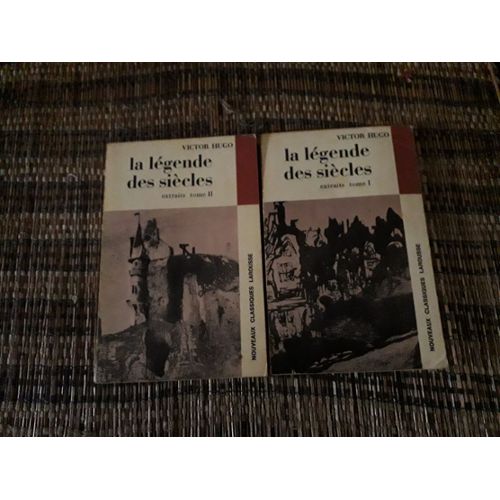 VICTOR HUGO
la légende
des siècles
extraits tome II
NOUVEAUX CLASSIQUES LAROUSSE
VICTOR HUGO
la légende
des siècles
extraits tome I
NOUVEAUX CLASSIQUES LAROUSSE